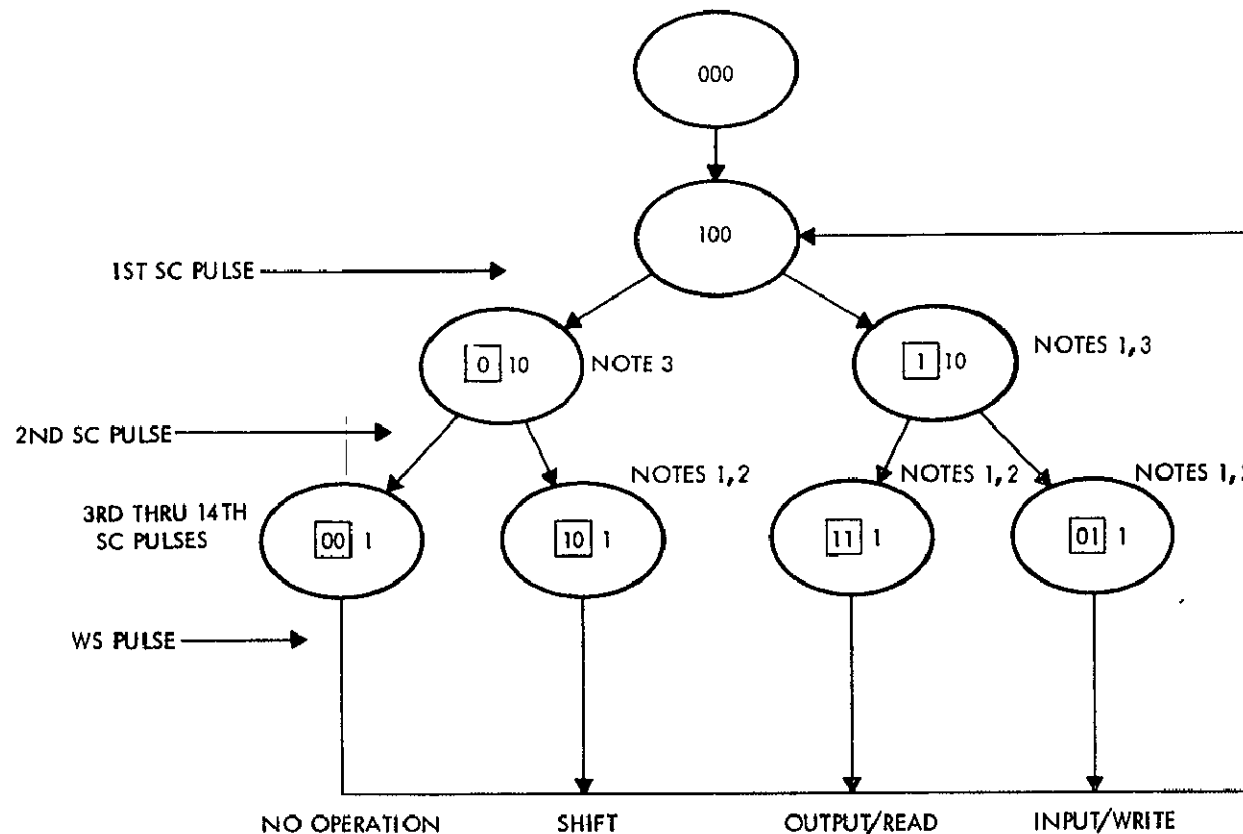 000
100
1ST SC PULSE
0 10
NOTE 3
1 10
NOTES 1,3
2ND SC PULSE
NOTES 1,2
NOTES 1,2
NOTES 1,
3RD THRU 14TH
SC PULSES
00 1
10 1
11 1
01 1
WS PULSE
NO OPERATION
SHIFT
OUTPUT/READ
INPUT/WRITE